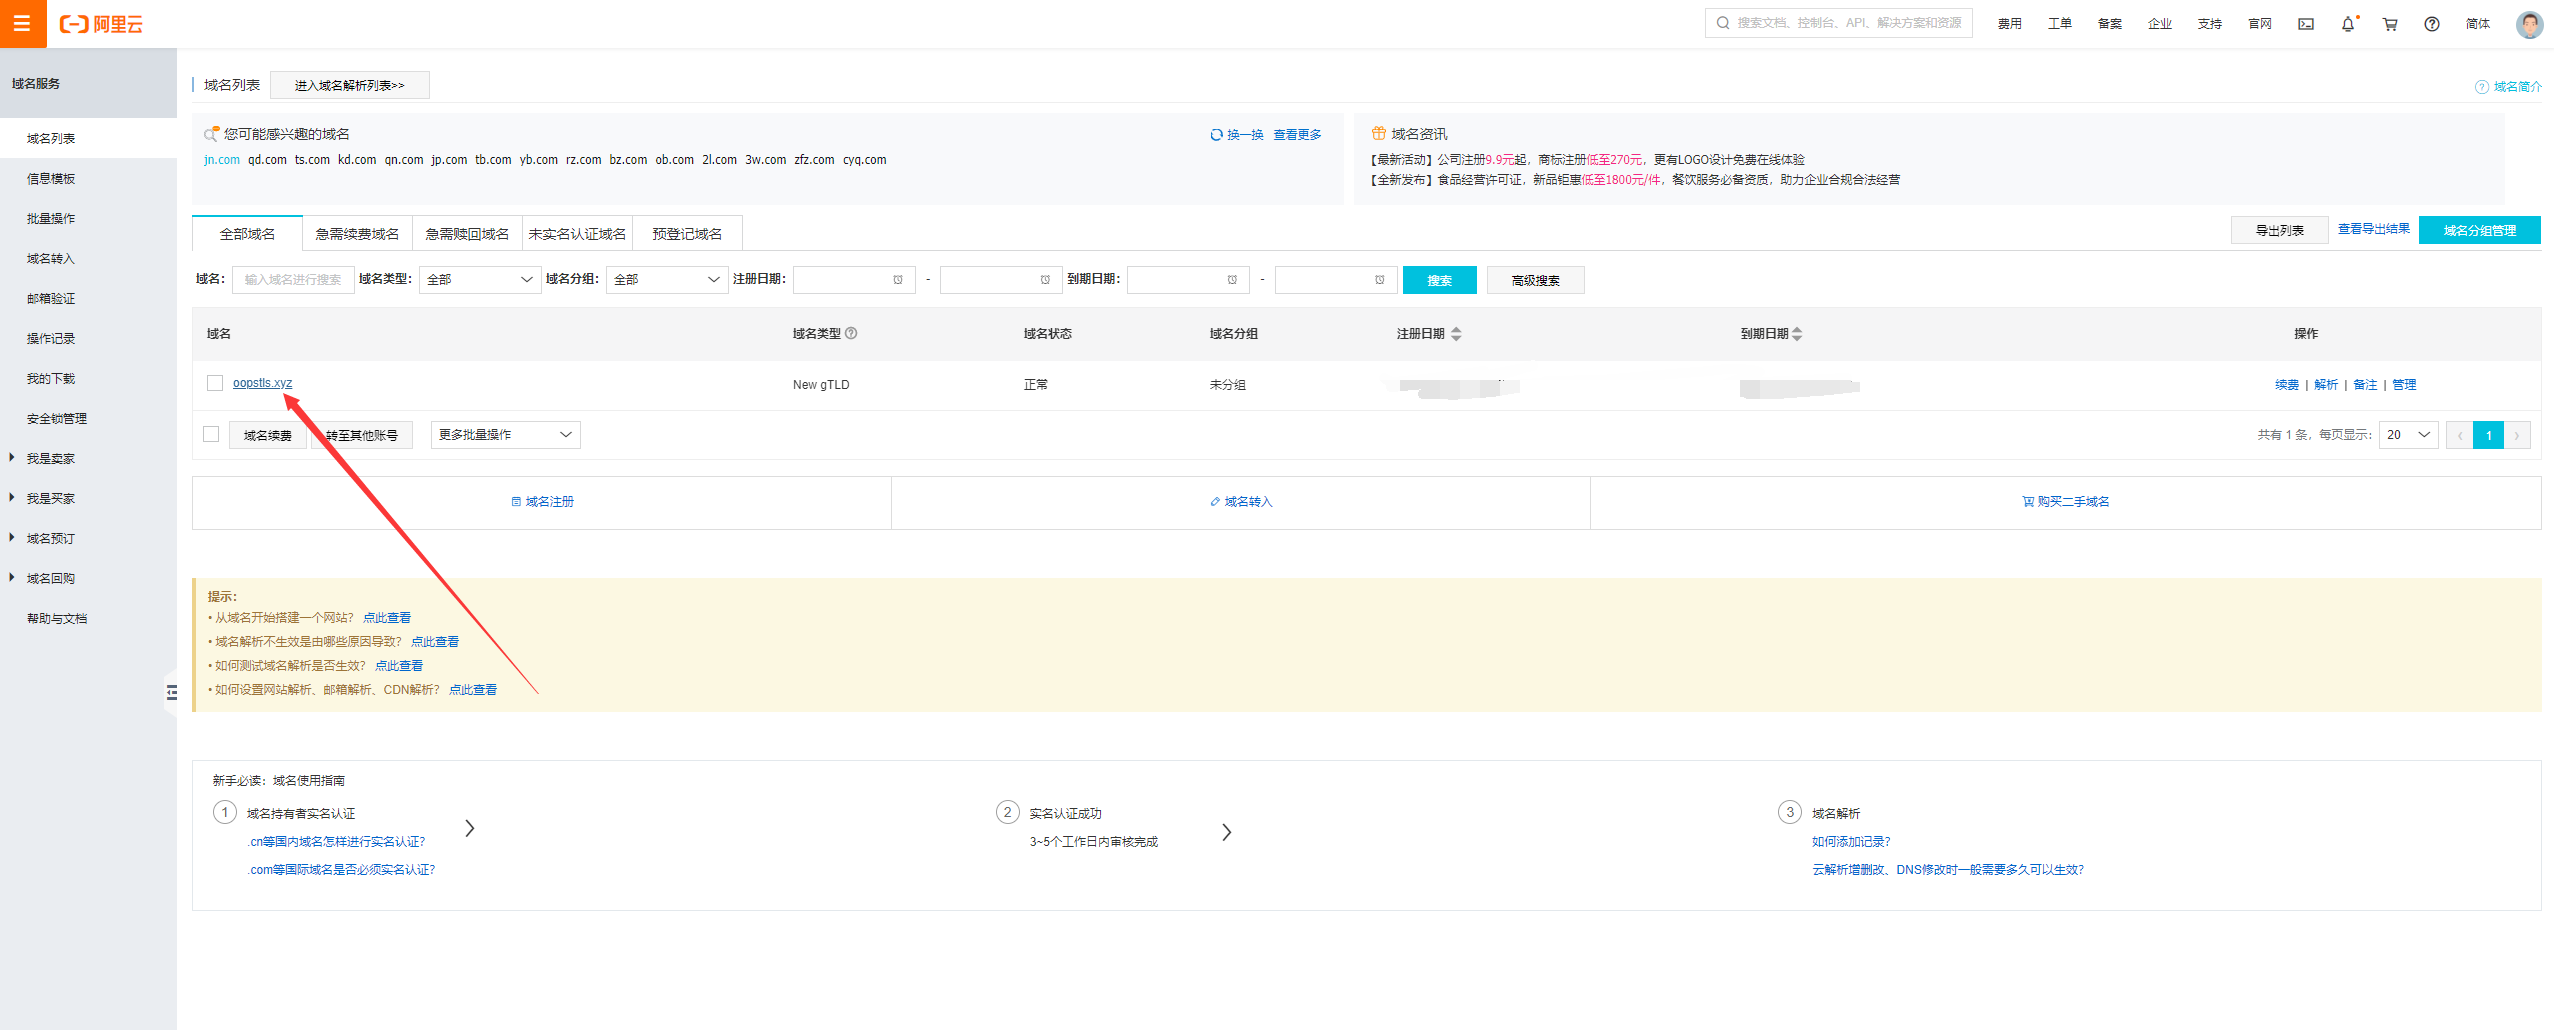 阿里云
搜索文档、控制台、API、解决方案和资源
费用 工单 备案 企业 支持 官网 简体
域名服务
域名列表
信息模板
批量操作
域名转入
邮箱验证
操作记录
我的下载
安全锁管理
我是卖家
我是买家
域名预订
域名回购
帮助与文档
域名列表 进入域名解析列表>> 域名简介
您可能感兴趣的域名 换一换 查看更多
jn.com qd.com ts.com kd.com qn.com jp.com tb.com yb.com rz.com bz.com ob.com 2l.com 3w.com zfz.com cyq.com
域名资讯
【最新活动】公司注册9.9元起，商标注册低至270元，更有LOGO设计免费在线体验
【全新发布】食品经营许可证，新品钜惠低至1800元/件，餐饮服务必备资质，助力企业合规合法经营
全部域名 急需续费域名 急需赎回域名 未实名认证域名 预登记域名 导出列表 查看导出结果 域名分组管理
域名： 输入域名进行搜索 域名类型： 全部 域名分组： 全部 注册日期： - 到期日期： - 搜索 高级搜索
域名 域名类型 域名状态 域名分组 注册日期 到期日期 操作
oopstls.xyz New gTLD 正常 未分组 续费 | 解析 | 备注 | 管理
域名续费 转至其他账号 更多批量操作 共有 1 条，每页显示： 20 1
域名注册 域名转入 购买二手域名
提示：
• 从域名开始搭建一个网站？ 点此查看
• 域名解析不生效是由哪些原因导致？ 点此查看
• 如何测试域名解析是否生效？ 点此查看
• 如何设置网站解析、邮箱解析、CDN解析？ 点此查看
新手必读：域名使用指南
1 域名持有者实名认证
.cn等国内域名怎样进行实名认证？
.com等国际域名是否必须实名认证？
2 实名认证成功
3~5个工作日内审核完成
3 域名解析
如何添加记录？
云解析增删改、DNS修改时一般需要多久可以生效？